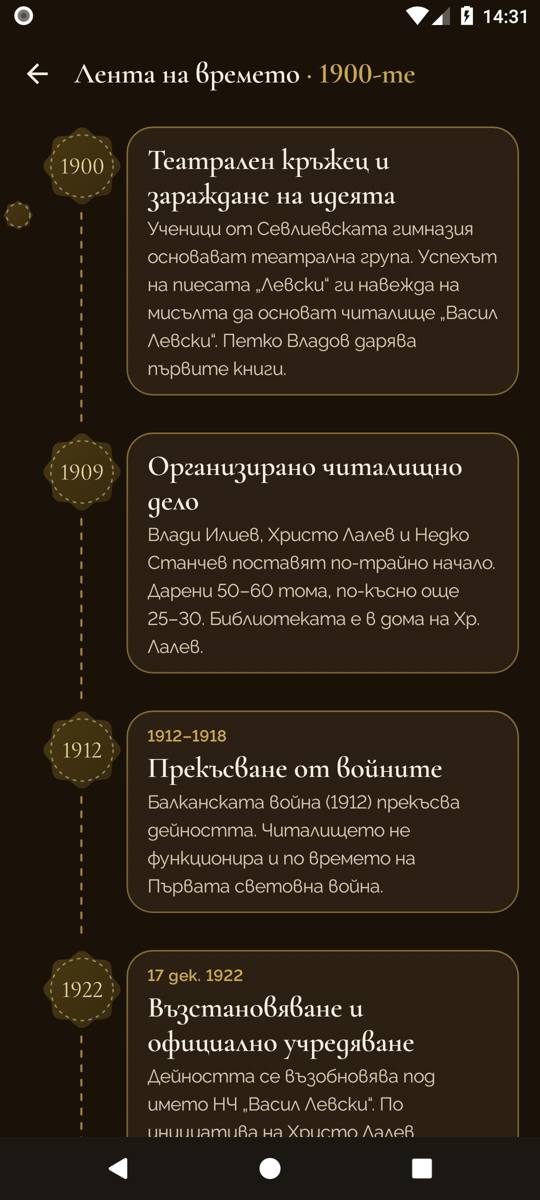 14:31
Лента на времето · 1900-те
1900
Театрален кръжец и
зараждане на идеята
Ученици от Севлиевската гимназия
основават театрална група. Успехът
на пиесата „Левски“ ги навежда на
мисълта да основат читалище „Васил
Левски“. Петко Владов дарява
първите книги.
1909
Организирано читалищно
дело
Влади Илиев, Христо Лалев и Недко
Станчев поставят по-трайно начало.
Дарени 50–60 тома, по-късно още
25–30. Библиотеката е в дома на Хр.
Лалев.
1912
1912–1918
Прекъсване от войните
Балканската война (1912) прекъсва
дейността. Читалището не
функционира и по времето на
Първата световна война.
1922
17 дек. 1922
Възстановяване и
официално учредяване
Дейността се възобновява под
името НЧ „Васил Левски“. По
инициатива на Христо Лалев